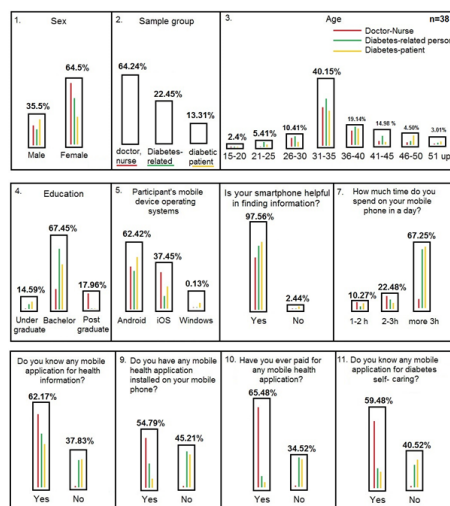 1. Sex
64.5%
35.5%
Male Female
2. Sample group
64.24%
22.45%
13.31%
doctor, Diabetes- diabetic
nurse related patient
3. Age n=38
Doctor-Nurse
Diabetes-related person
Diabetes-patient
40.15%
2.4% 5.41% 10.41% 19.14% 14.98 % 4.50% 3.01%
15-20 21-25 26-30 31-35 36-40 41-45 46-50 51 up
4. Education
67.45%
14.59% 17.96%
Under Bachelor Post
graduate graduate
5. Participant's mobile
device operating
systems
62.42%
37.45%
0.13%
Android iOS Windows
Is your smartphone helpful
in finding information?
97.56%
2.44%
Yes No
7. How much time do you
spend on your mobile
phone in a day?
67.25%
10.27% 22.48%
1-2 h 2-3h more 3h
Do you know any mobile
application for health
information?
62.17%
37.83%
Yes No
9. Do you have any mobile
health application
installed on your mobile
phone?
54.79%
45.21%
Yes No
10. Have you ever paid for
any mobile health
application?
65.48%
34.52%
Yes No
11. Do you know any mobile
application for diabetes
self- caring?
59.48%
40.52%
Yes No